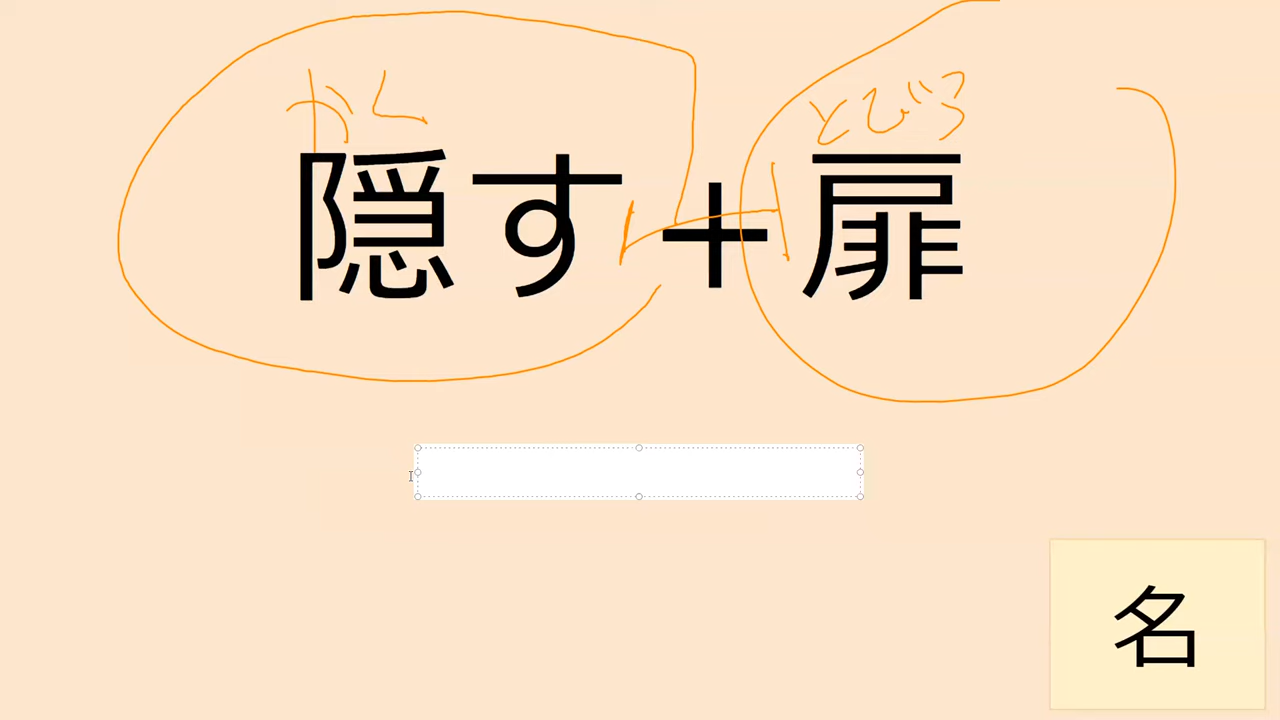 かく とびら
隠す+扉
名